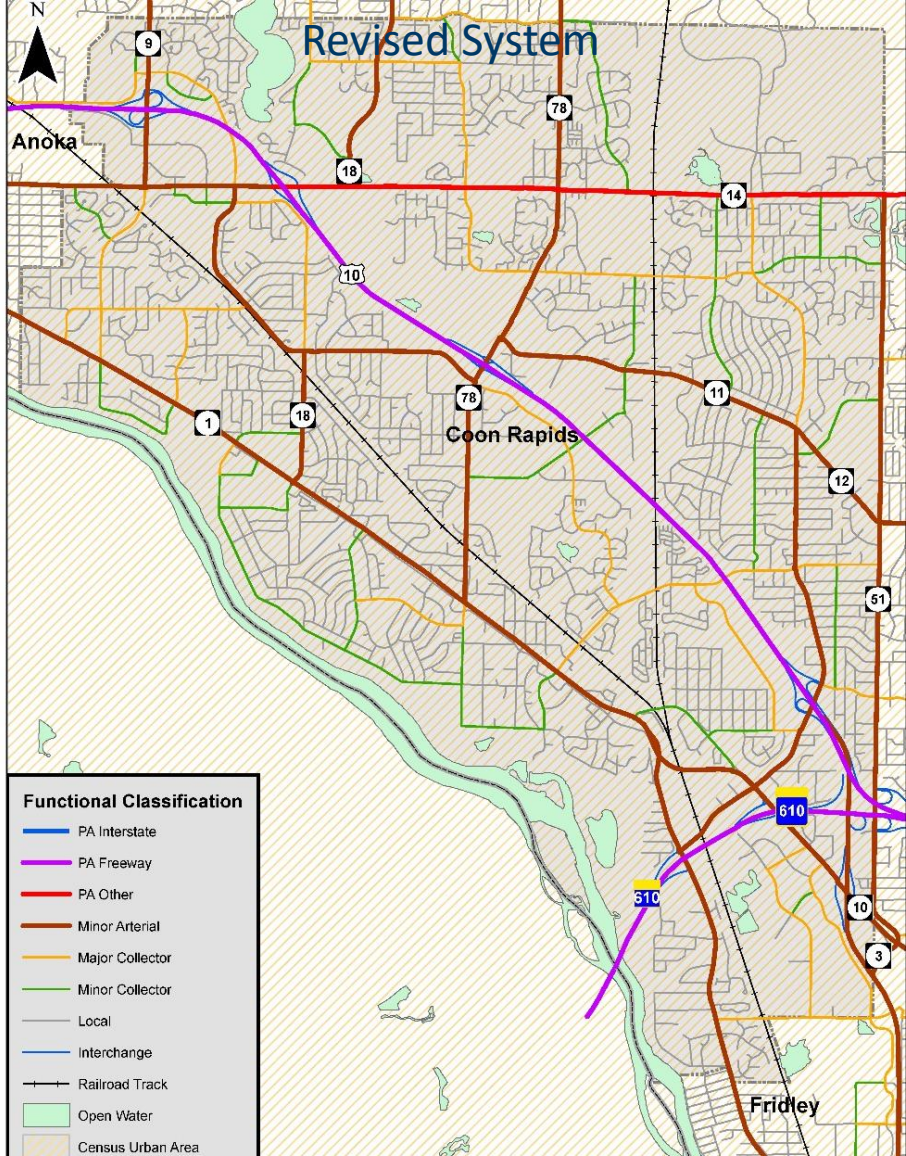 N
Revised System
9
78
Anoka
18
14
10
11
78
1
18
Coon Rapids
12
51
610
610
10
3
Fridley
Functional Classification
PA Interstate
PA Freeway
PA Other
Minor Arterial
Major Collector
Minor Collector
Local
Interchange
Railroad Track
Open Water
Census Urban Area